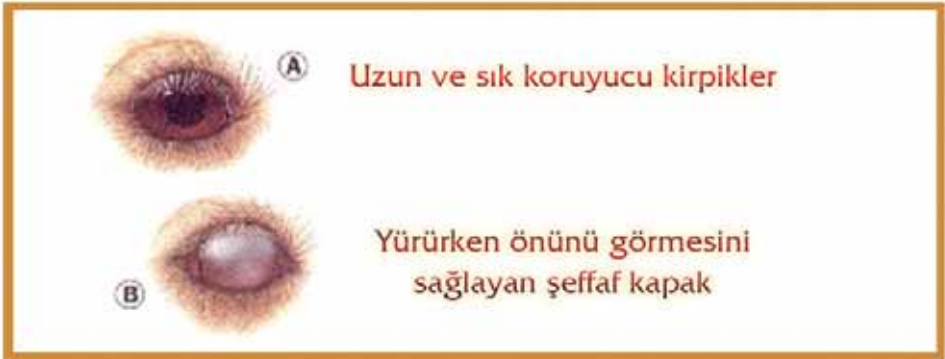 A
Uzun ve sık koruyucu kirpikler
Yürürken önünü görmesini
sağlayan şeffaf kapak
B